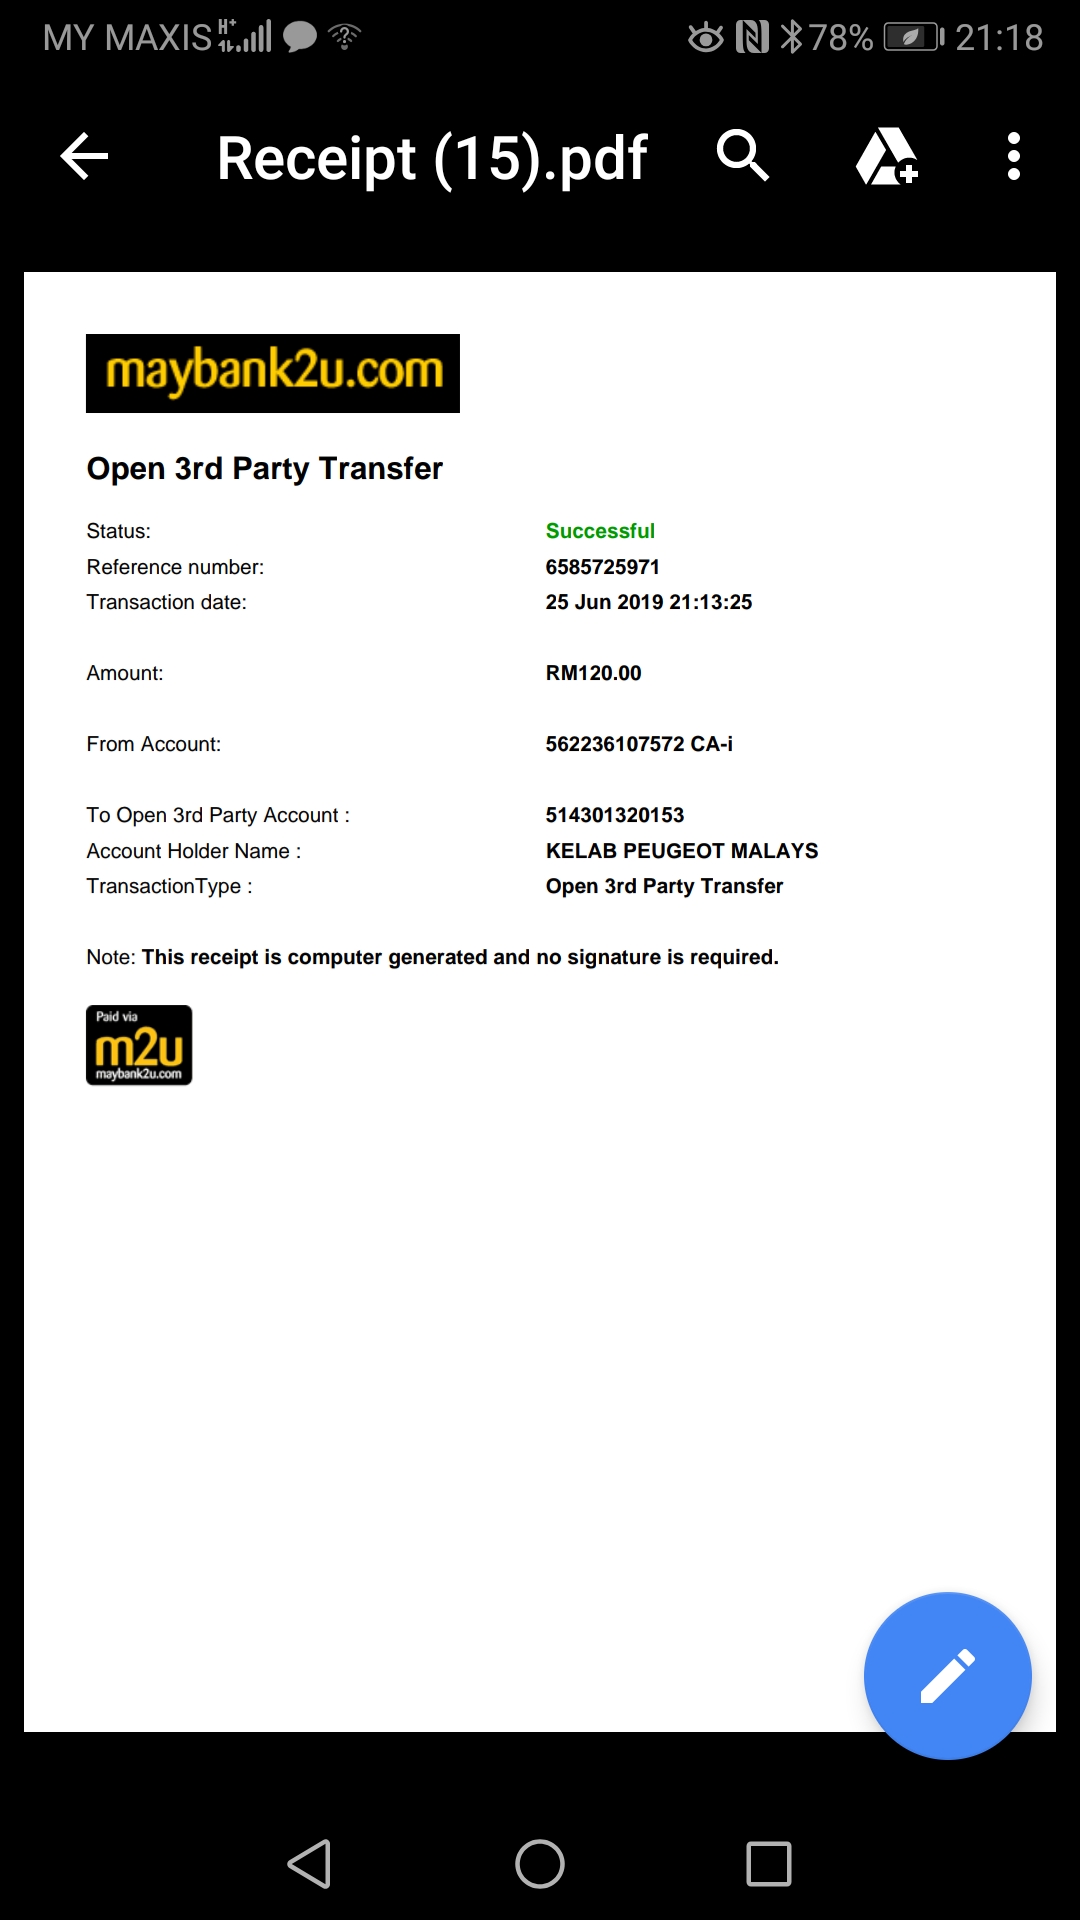 MY MAXIS H+ 78% 21:18
Receipt (15).pdf
maybank2u.com
Open 3rd Party Transfer
Status: Successful
Reference number: 6585725971
Transaction date: 25 Jun 2019 21:13:25
Amount: RM120.00
From Account: 562236107572 CA-i
To Open 3rd Party Account : 514301320153
Account Holder Name : KELAB PEUGEOT MALAYS
TransactionType : Open 3rd Party Transfer
Note: This receipt is computer generated and no signature is required.
Paid via
m2u
maybank2u.com